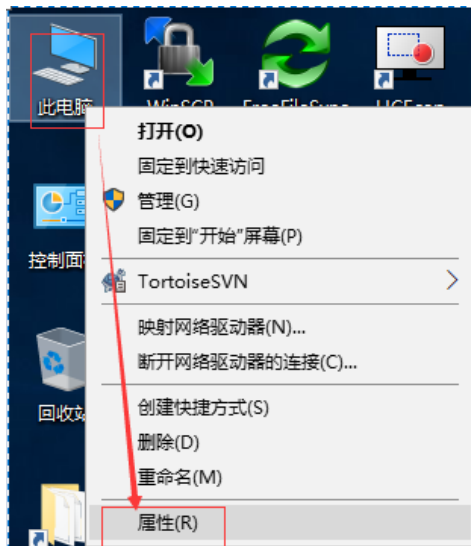 此电脑
打开(O)
固定到快速访问
管理(G)
固定到"开始"屏幕(P)
控制面
TortoiseSVN
映射网络驱动器(N)...
断开网络驱动器的连接(C)...
回收站
创建快捷方式(S)
删除(D)
重命名(M)
属性(R)